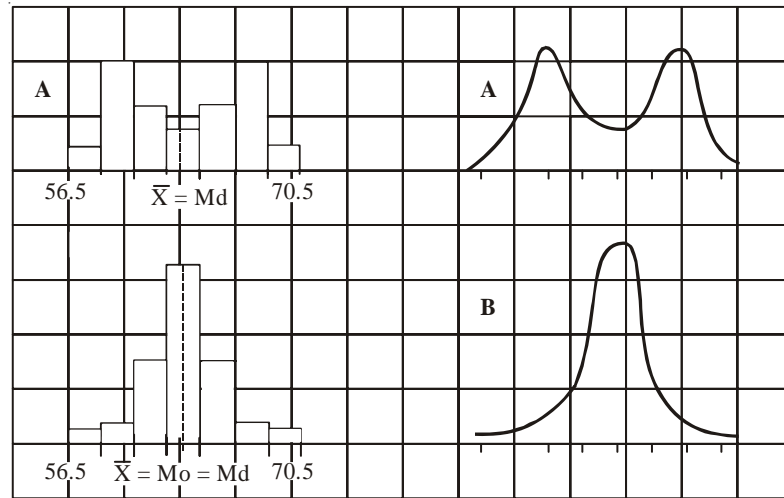 A A
56.5 X̅ = Md 70.5
B
56.5 X̅ = Mo = Md 70.5